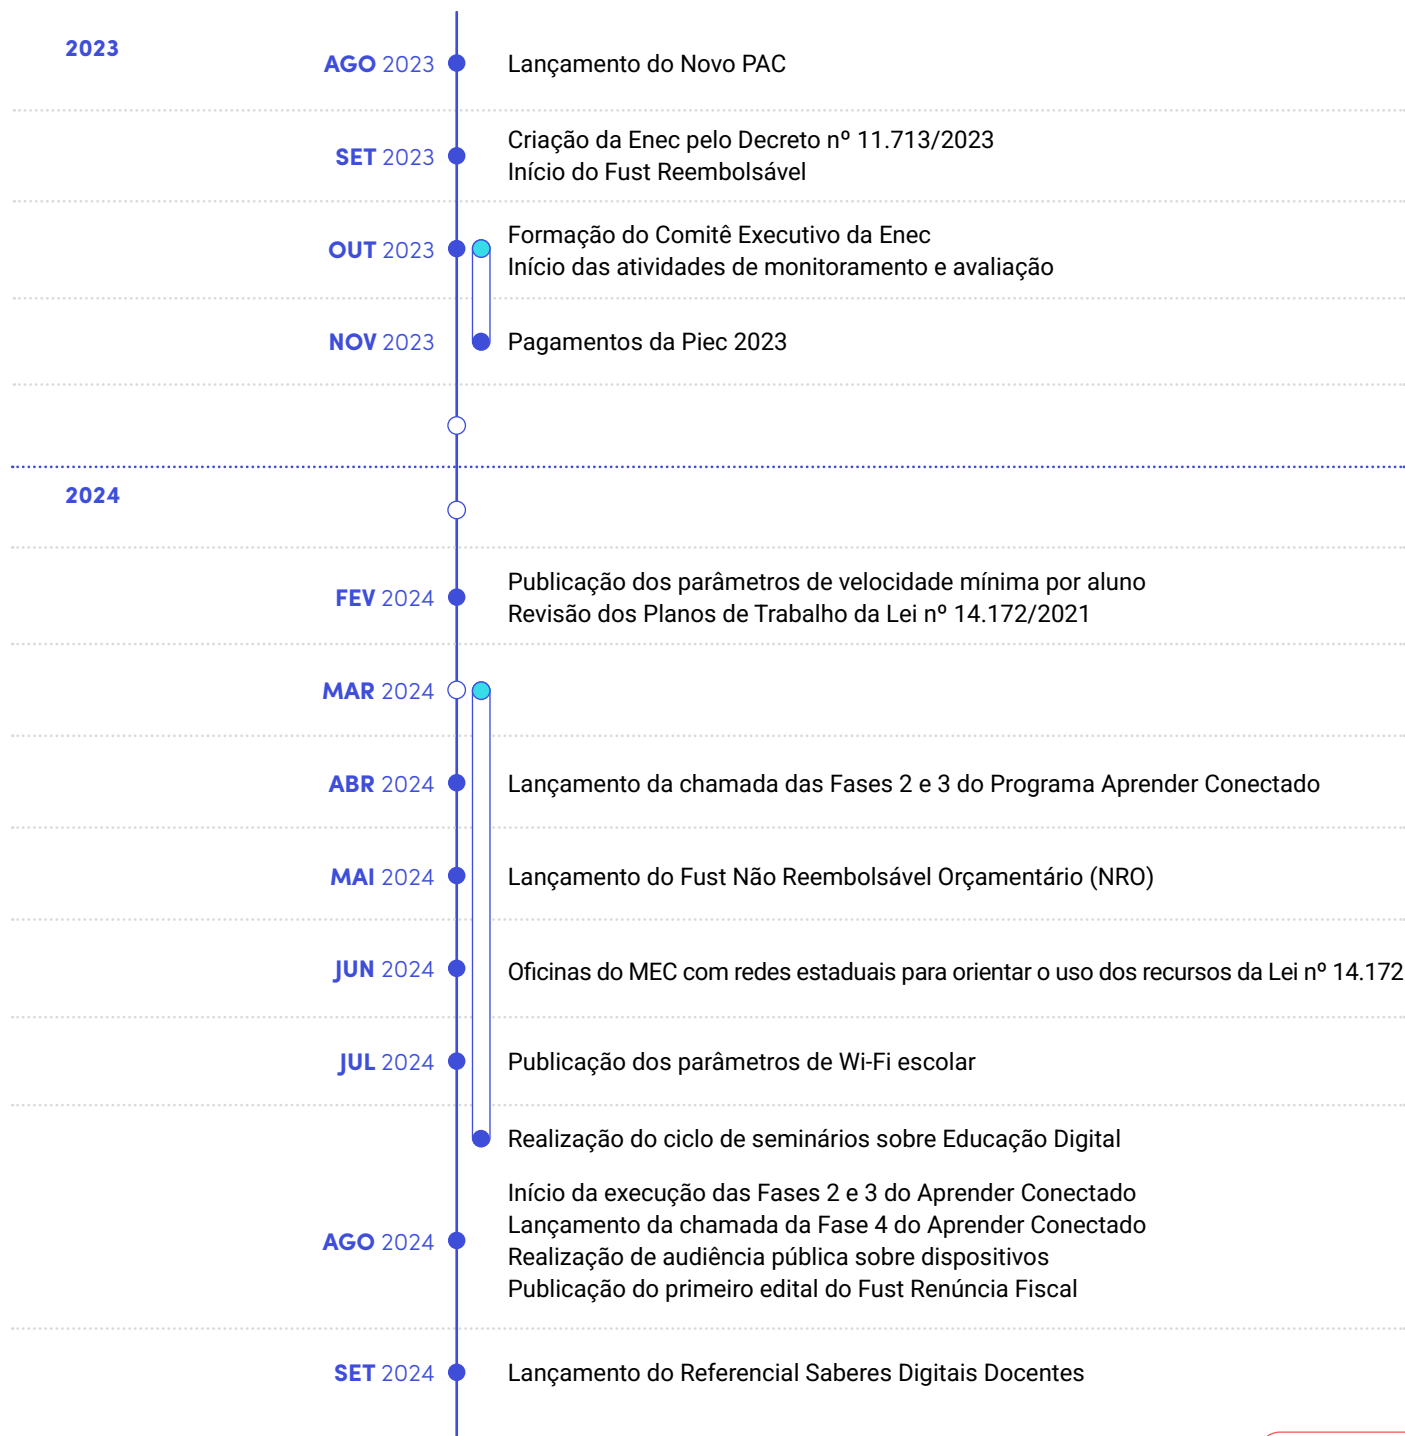 2023
AGO 2023
Lançamento do Novo PAC
SET 2023
Criação da Enec pelo Decreto nº 11.713/2023
Início do Fust Reembolsável
OUT 2023
Formação do Comitê Executivo da Enec
Início das atividades de monitoramento e avaliação
NOV 2023
Pagamentos da Piec 2023
2024
FEV 2024
Publicação dos parâmetros de velocidade mínima por aluno
Revisão dos Planos de Trabalho da Lei nº 14.172/2021
MAR 2024
ABR 2024
Lançamento da chamada das Fases 2 e 3 do Programa Aprender Conectado
MAI 2024
Lançamento do Fust Não Reembolsável Orçamentário (NRO)
JUN 2024
Oficinas do MEC com redes estaduais para orientar o uso dos recursos da Lei nº 14.172
JUL 2024
Publicação dos parâmetros de Wi-Fi escolar
Realização do ciclo de seminários sobre Educação Digital
AGO 2024
Início da execução das Fases 2 e 3 do Aprender Conectado
Lançamento da chamada da Fase 4 do Aprender Conectado
Realização de audiência pública sobre dispositivos
Publicação do primeiro edital do Fust Renúncia Fiscal
SET 2024
Lançamento do Referencial Saberes Digitais Docentes